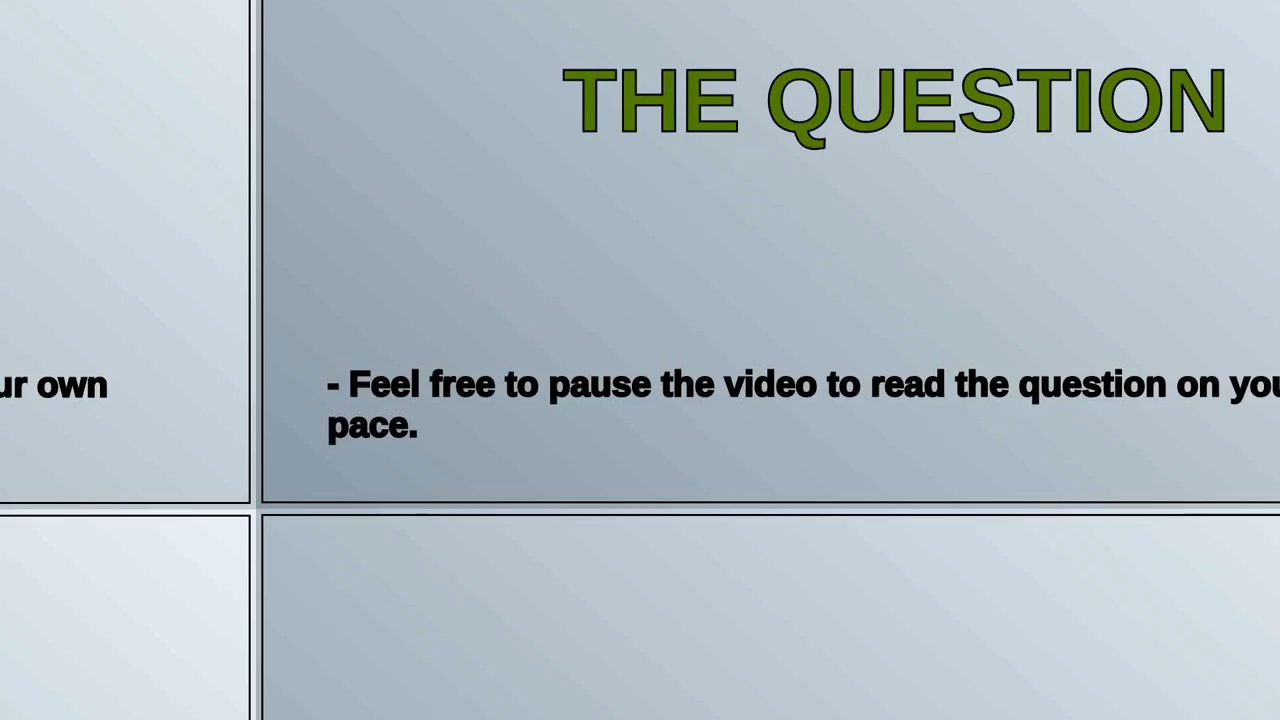 THE QUESTION
ur own
- Feel free to pause the video to read the question on you
pace.